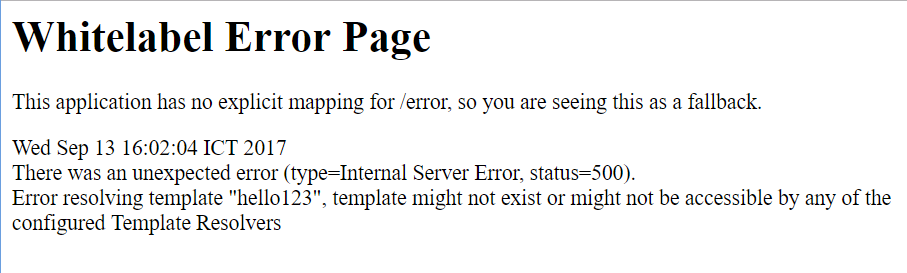 Whitelabel Error Page
This application has no explicit mapping for /error, so you are seeing this as a fallback.
Wed Sep 13 16:02:04 ICT 2017
There was an unexpected error (type=Internal Server Error, status=500).
Error resolving template "hello123", template might not exist or might not be accessible by any of the
configured Template Resolvers